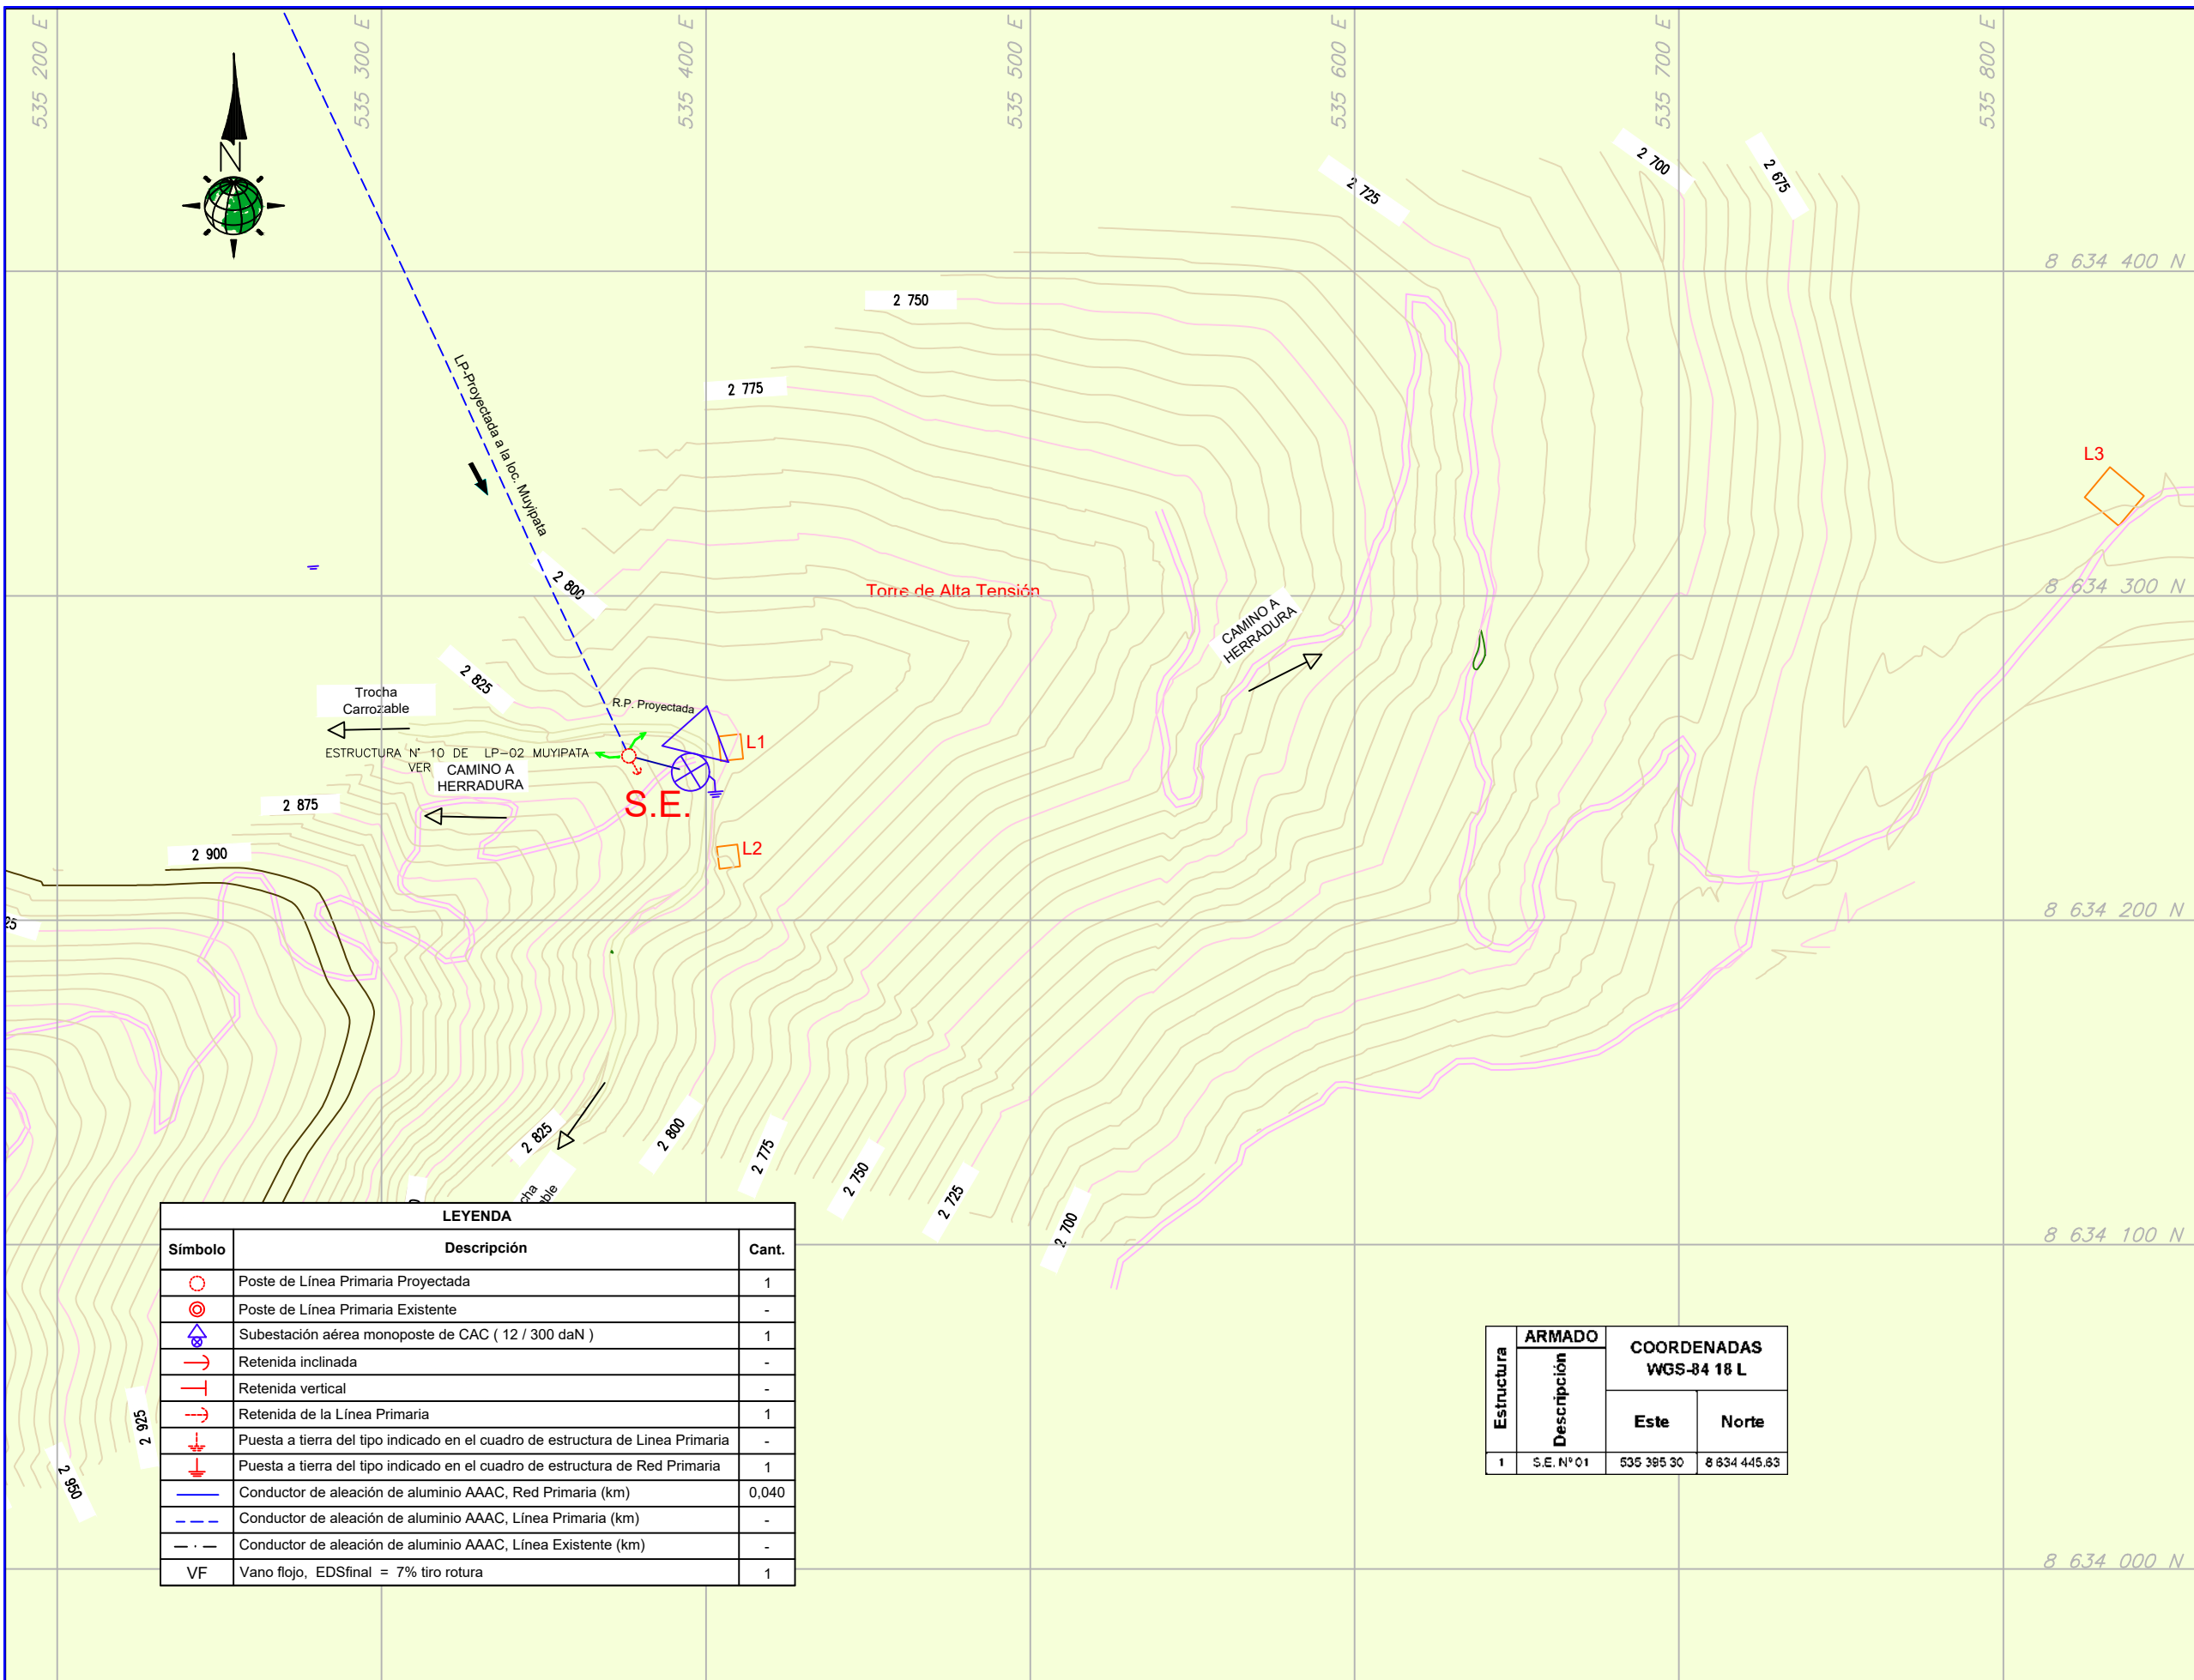 535 200 E
535 300 E
535 400 E
535 500 E
535 600 E
535 700 E
535 800 E
N
2 700
2 675
2 725
8 634 400 N
2 750
2 775
LP-Proyectada a la loc. Muyipata
L3
2 800
Torre de Alta Tensión
8 634 300 N
CAMINO A
HERRADURA
2 825
Trocha
Carrozable
R.P. Proyectada
L1
ESTRUCTURA N° 10 DE LP-02 MUYIPATA
VER
CAMINO A
HERRADURA
2 875
S.E.
L2
2 900
8 634 200 N
25
2 825
2 800
2 775
2 750
2 725
2 700
cha
able
0
8 634 100 N
LEYENDA
Símbolo Descripción Cant.
Poste de Línea Primaria Proyectada 1
Poste de Línea Primaria Existente -
Subestación aérea monoposte de CAC ( 12 / 300 daN ) 1
Retenida inclinada -
Retenida vertical -
Retenida de la Línea Primaria 1
Puesta a tierra del tipo indicado en el cuadro de estructura de Linea Primaria -
Puesta a tierra del tipo indicado en el cuadro de estructura de Red Primaria 1
Conductor de aleación de aluminio AAAC, Red Primaria (km) 0,040
Conductor de aleación de aluminio AAAC, Línea Primaria (km) -
Conductor de aleación de aluminio AAAC, Línea Existente (km) -
VF Vano flojo, EDSfinal = 7% tiro rotura 1
2 925
2 950
Estructura
ARMADO
Descripción
COORDENADAS
WGS-84 18 L
Este Norte
1 S.E. Nº 01 535 395.30 8 634 445.63
8 634 000 N